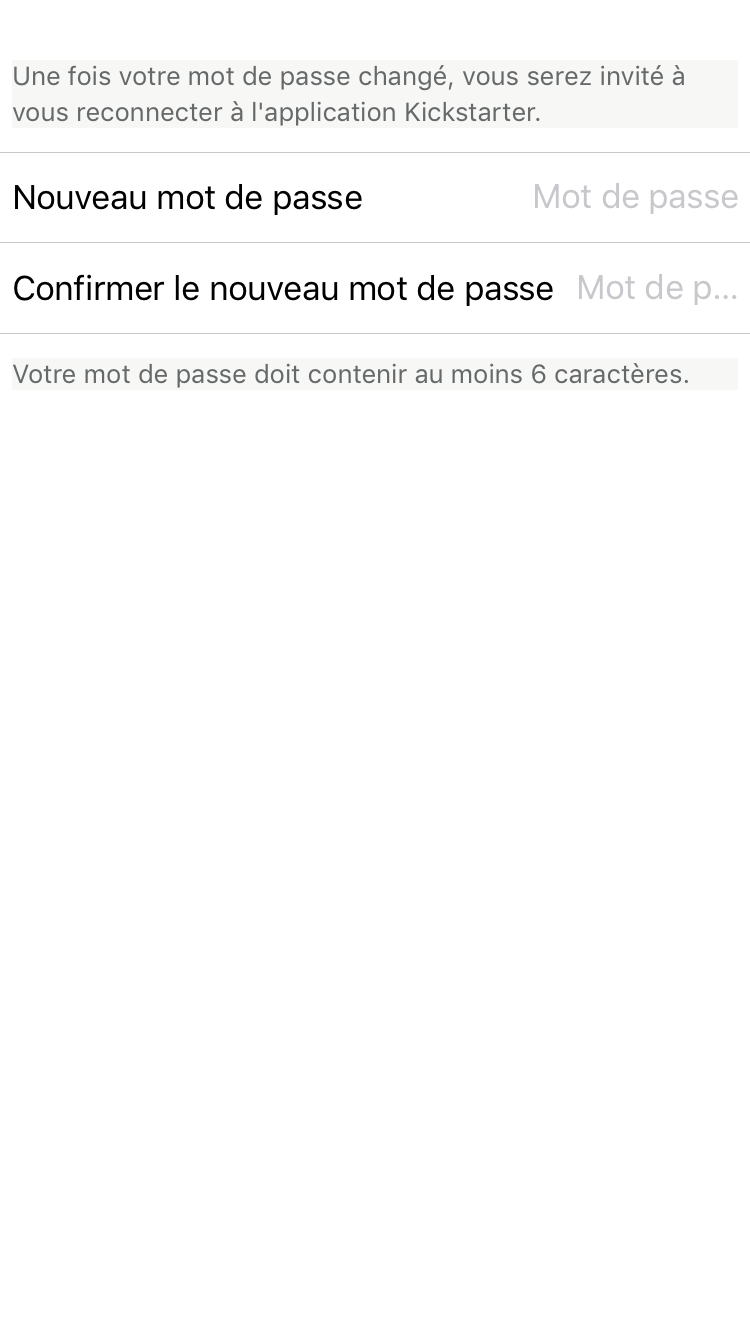 Une fois votre mot de passe changé, vous serez invité à
vous reconnecter à l'application Kickstarter.
Nouveau mot de passe Mot de passe
Confirmer le nouveau mot de passe Mot de p...
Votre mot de passe doit contenir au moins 6 caractères.